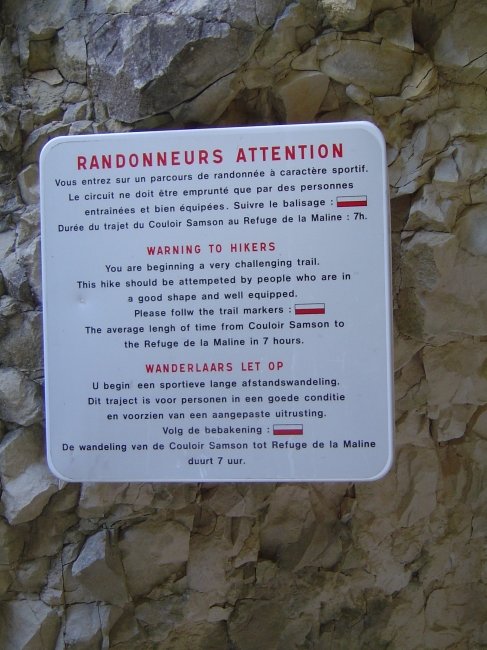 RANDONNEURS ATTENTION
Vous entrez sur un parcours de randonnée à caractère sportif.
Le circuit ne doit être emprunté que par des personnes
entrainées et bien équipées. Suivre le balisage :
Durée du trajet du Couloir Samson au Refuge de la Maline : 7h.
WARNING TO HIKERS
You are beginning a very challenging trail.
This hike should be attempeted by people who are in
a good shape and well equipped.
Please follw the trail markers :
The average lengh of time from Couloir Samson to
the Refuge de la Maline in 7 hours.
WANDERLAARS LET OP
U begin' een sportieve lange afstandswandeling.
Dit traject is voor personen in een goede conditie
en voorzien van een aangepaste uitrusting.
Volg de bebakening :
De wandeling van de Couloir Samson tot Refuge de la Maline
duurt 7 uur.